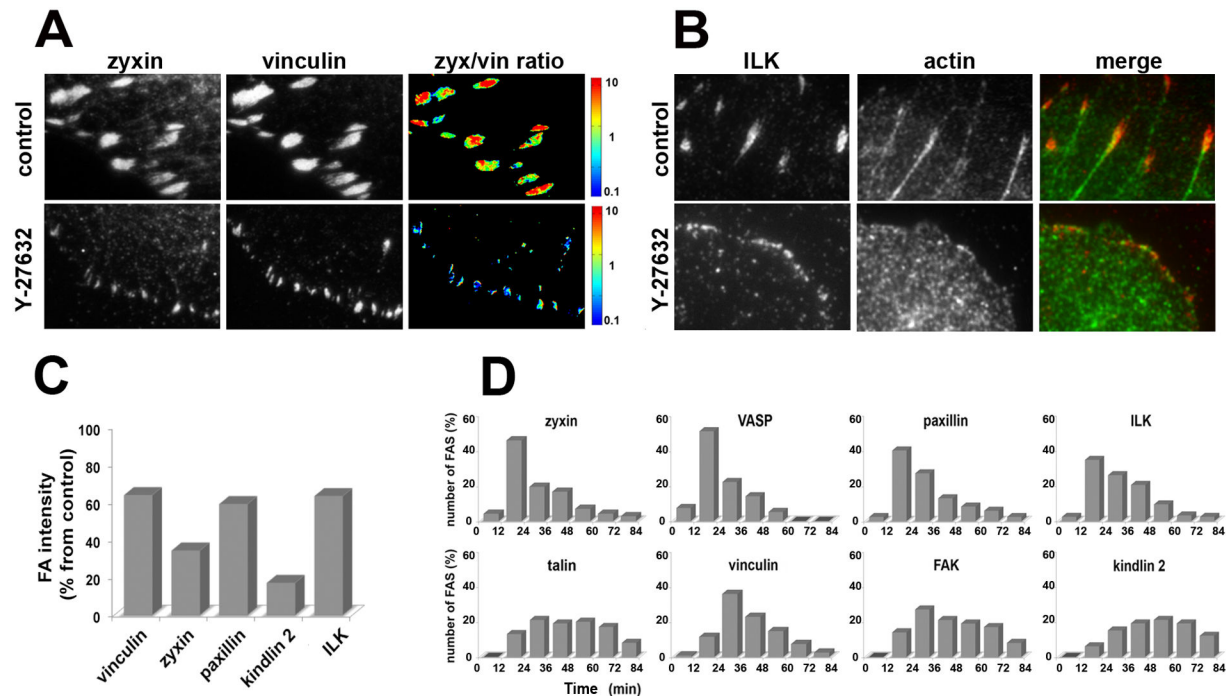 A
zyxin vinculin zyx/vin ratio
control
10
1
0.1
Y-27632
10
1
0.1
B
ILK actin merge
control
Y-27632
C
FA intensity
(% from control)
100
80
60
40
20
0
vinculin zyxin paxillin kindlin 2 ILK
D
number of FAS (%)
60
40
20
0
zyxin
0 12 24 36 48 60 72 84
60
40
20
0
VASP
0 12 24 36 48 60 72 84
60
40
20
0
paxillin
0 12 24 36 48 60 72 84
60
40
20
0
ILK
0 12 24 36 48 60 72 84
number of FAS (%)
60
40
20
0
talin
0 12 24 36 48 60 72 84
60
40
20
0
vinculin
0 12 24 36 48 60 72 84
60
40
20
0
FAK
0 12 24 36 48 60 72 84
60
40
20
0
kindlin 2
0 12 24 36 48 60 72 84
Time (min)